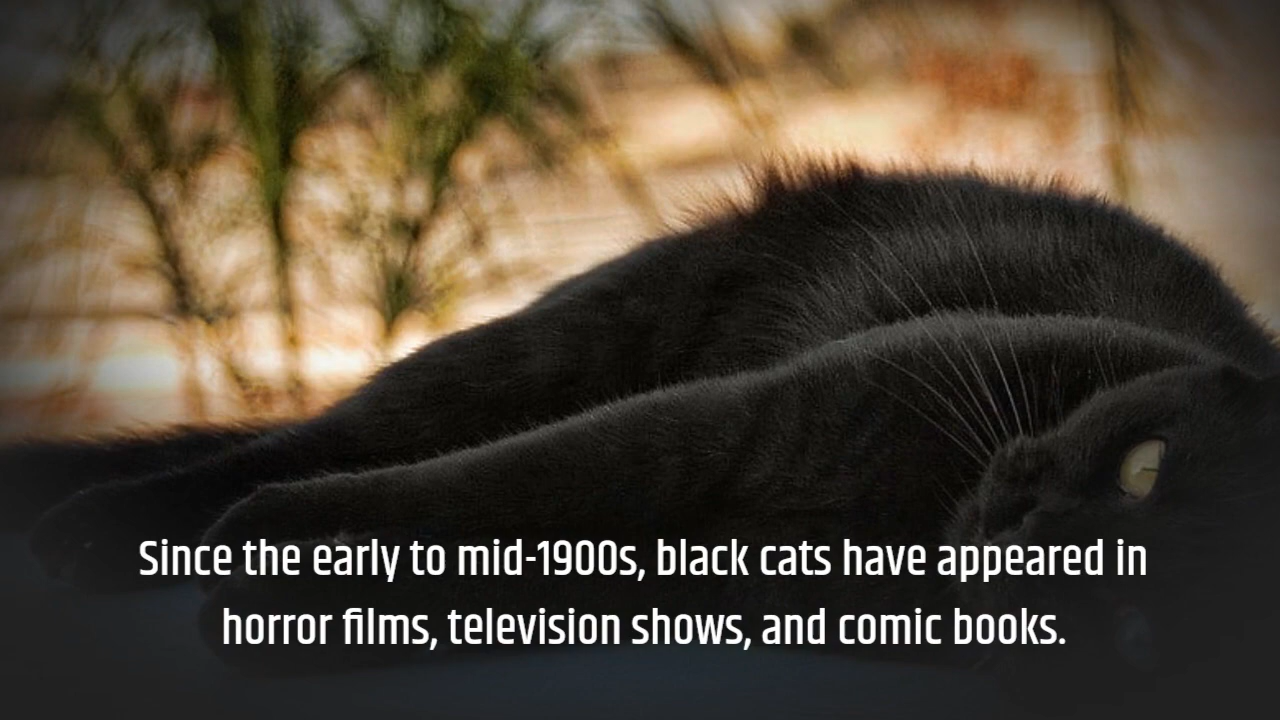 Since the early to mid-1900s, black cats have appeared in
horror films, television shows, and comic books.